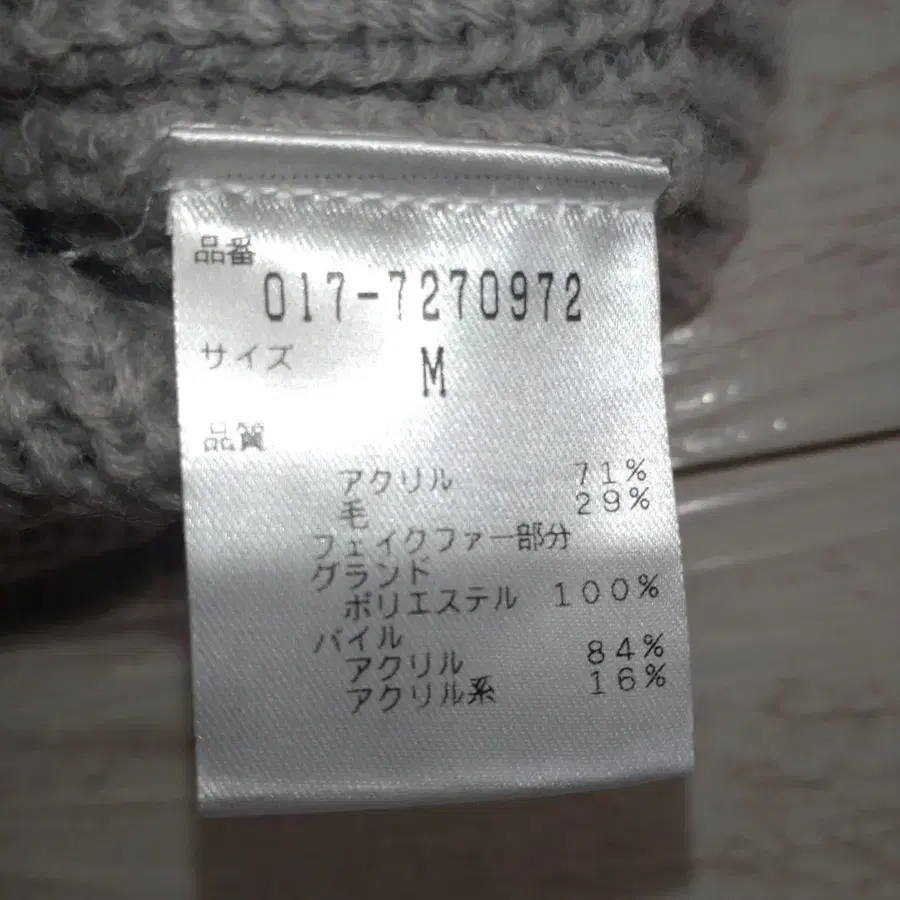 品番
017-7270972
サイズ M
品質
アクリル 71%
毛 29%
フェイクファー部分
グランド
ポリエステル 100%
パイル
アクリル 84%
アクリル系 16%